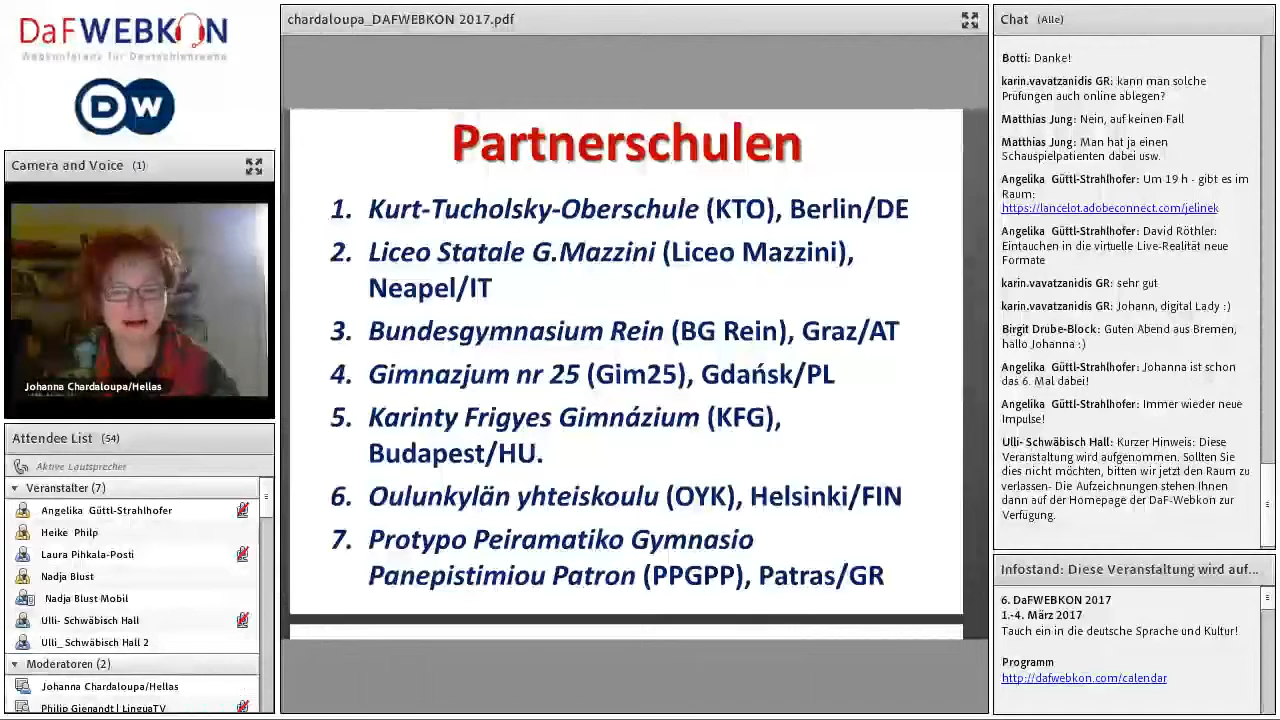 DaFWEBKON
Webkonferenz für Deutschlernende
DW
Camera and Voice (1)
Johanna Chardaloupa/Hellas
Attendee List (54)
Aktive Lautsprecher
Veranstalter (7)
Angelika Güttl-Strahlhofer
Heike Philp
Laura Pihkala-Posti
Nadja Blust
Nadja Blust Mobil
Ulli- Schwäbisch Hall
Ulli_Schwäbisch Hall 2
Moderatoren (2)
Johanna Chardaloupa/Hellas
Philip Gienandt | LinguaTV
chardaloupa_DAFWEBKON 2017.pdf
Partnerschulen
1. Kurt-Tucholsky-Oberschule (KTO), Berlin/DE
2. Liceo Statale G.Mazzini (Liceo Mazzini),
Neapel/IT
3. Bundesgymnasium Rein (BG Rein), Graz/AT
4. Gimnazjum nr 25 (Gim25), Gdańsk/PL
5. Karinty Frigyes Gimnázium (KFG),
Budapest/HU.
6. Oulunkylän yhteiskoulu (OYK), Helsinki/FIN
7. Protypo Peiramatiko Gymnasio
Panepistimiou Patron (PPGPP), Patras/GR
Chat (Alle)
Botti: Danke!
karin.vavatzanidis GR: kann man solche
Prüfungen auch online ablegen?
Matthias Jung: Nein, auf keinen Fall
Matthias Jung: Man hat ja einen
Schauspielpatienten dabei usw.
Angelika Güttl-Strahlhofer: Um 19 h - gibt es im
Raum:
https://lancelot.adobeconnect.com/jelinek
Angelika Güttl-Strahlhofer: David Röthler:
Eintauchen in die virtuelle Live-Realität neue
Formate
karin.vavatzanidis GR: sehr gut
karin.vavatzanidis GR: Johann, digital Lady :)
Birgit Drube-Block: Guten Abend aus Bremen,
hallo Johanna :)
Angelika Güttl-Strahlhofer: Johanna ist schon
das 6. Mal dabei!
Angelika Güttl-Strahlhofer: Immer wieder neue
Impulse!
Ulli- Schwäbisch Hall: Kurzer Hinweis: Diese
Veranstaltung wird aufgenommen. Sollten Sie
dies nicht möchten, bitten wir jetzt den Raum zu
verlassen- Die Aufzeichnungen stehen Ihnen
dann auf der Homepage der DaF-Webkon zur
Verfügung.
Infostand: Diese Veranstaltung wird auf...
6. DaFWEBKON 2017
1.-4. März 2017
Tauch ein in die deutsche Sprache und Kultur!
Programm
http://dafwebkon.com/calendar